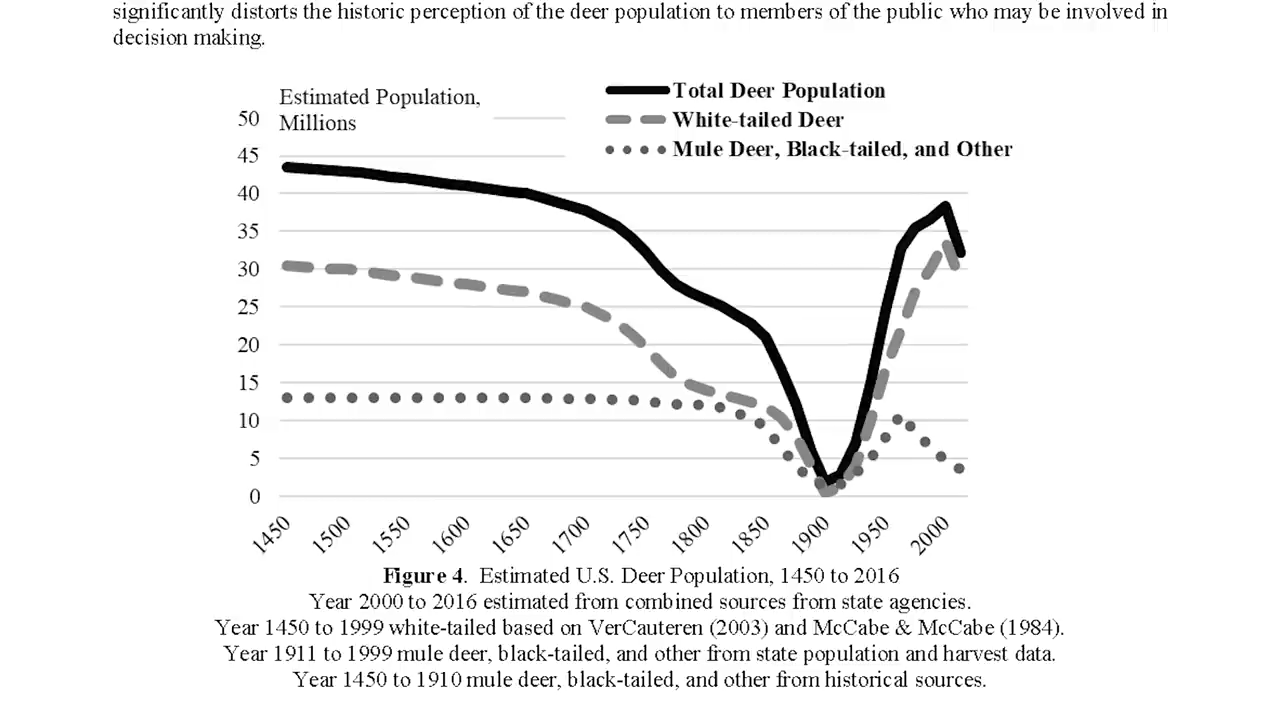 significantly distorts the historic perception of the deer population to members of the public who may be involved in
decision making.
Estimated Population,
Millions
Total Deer Population
White-tailed Deer
Mule Deer, Black-tailed, and Other
50
45
40
35
30
25
20
15
10
5
0
1450
1500
1550
1600
1650
1700
1750
1800
1850
1900
1950
2000
Figure 4. Estimated U.S. Deer Population, 1450 to 2016
Year 2000 to 2016 estimated from combined sources from state agencies.
Year 1450 to 1999 white-tailed based on VerCauteren (2003) and McCabe & McCabe (1984).
Year 1911 to 1999 mule deer, black-tailed, and other from state population and harvest data.
Year 1450 to 1910 mule deer, black-tailed, and other from historical sources.